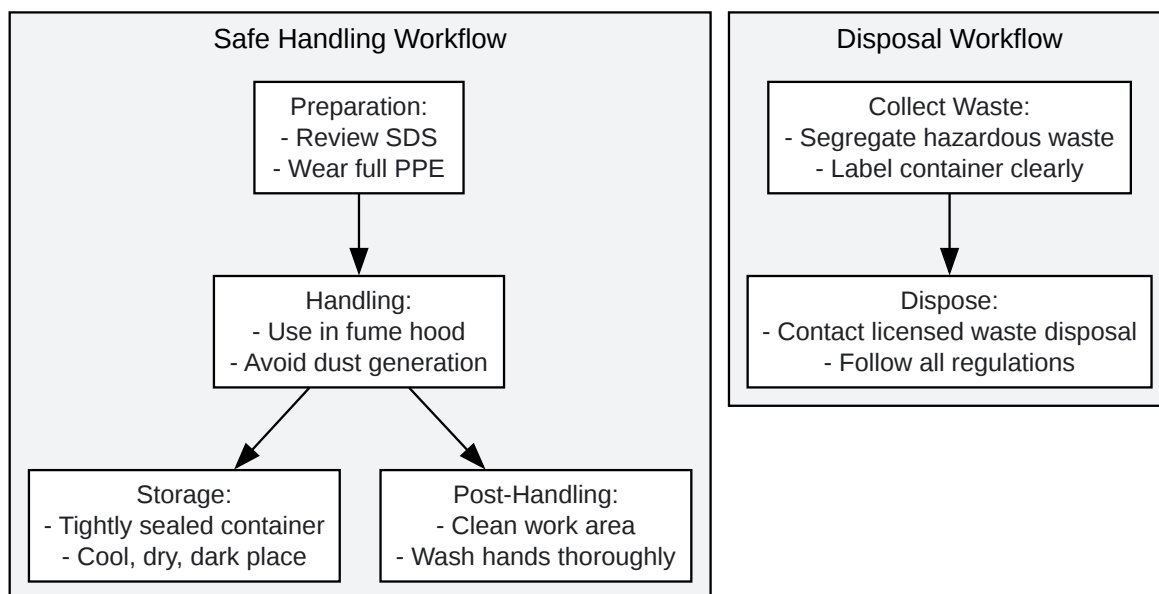 Safe Handling Workflow
Preparation:
- Review SDS
- Wear full PPE
Handling:
- Use in fume hood
- Avoid dust generation
Storage:
- Tightly sealed container
- Cool, dry, dark place
Post-Handling:
- Clean work area
- Wash hands thoroughly
Disposal Workflow
Collect Waste:
- Segregate hazardous waste
- Label container clearly
Dispose:
- Contact licensed waste disposal
- Follow all regulations